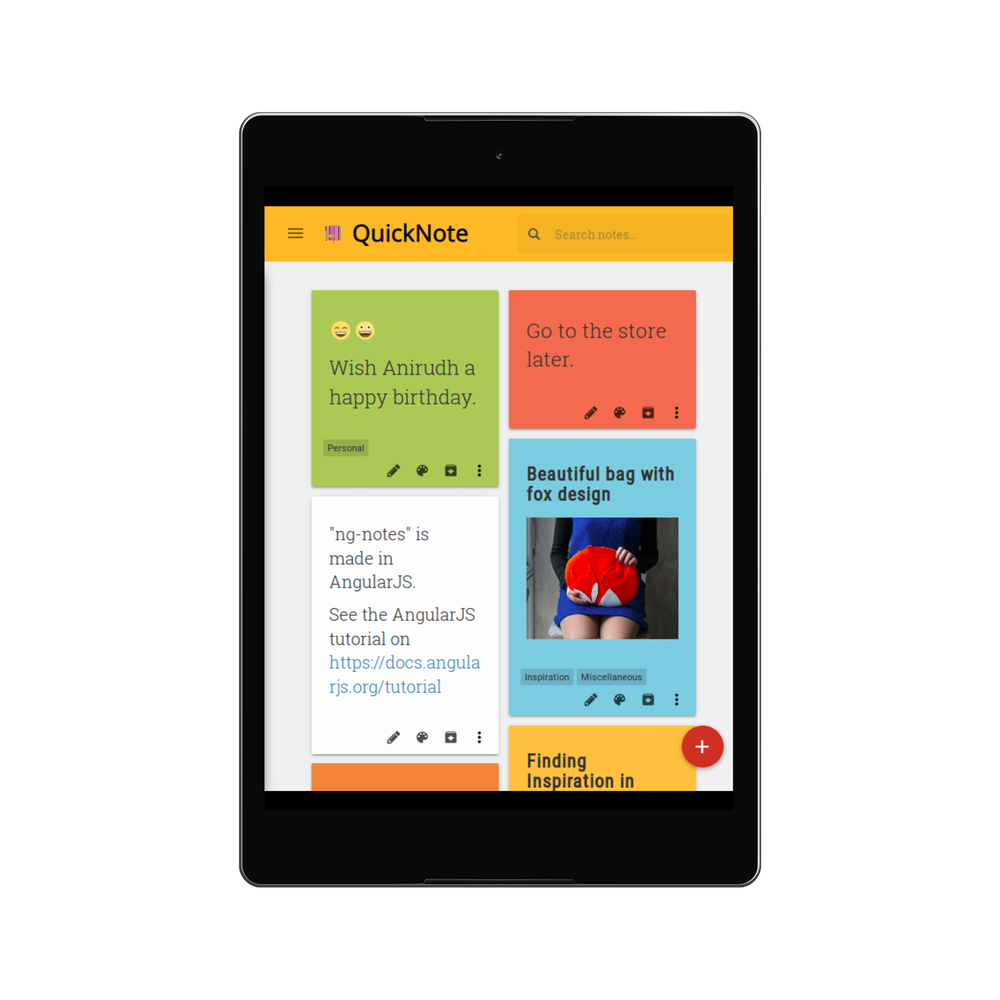 QuickNote
Search notes...
😄😀
Wish Anirudh a
happy birthday.
Personal
Go to the store
later.
"ng-notes" is
made in
AngularJS.
See the AngularJS
tutorial on
https://docs.angula
rjs.org/tutorial
Beautiful bag with
fox design
Inspiration Miscellaneous
Finding
Inspiration in